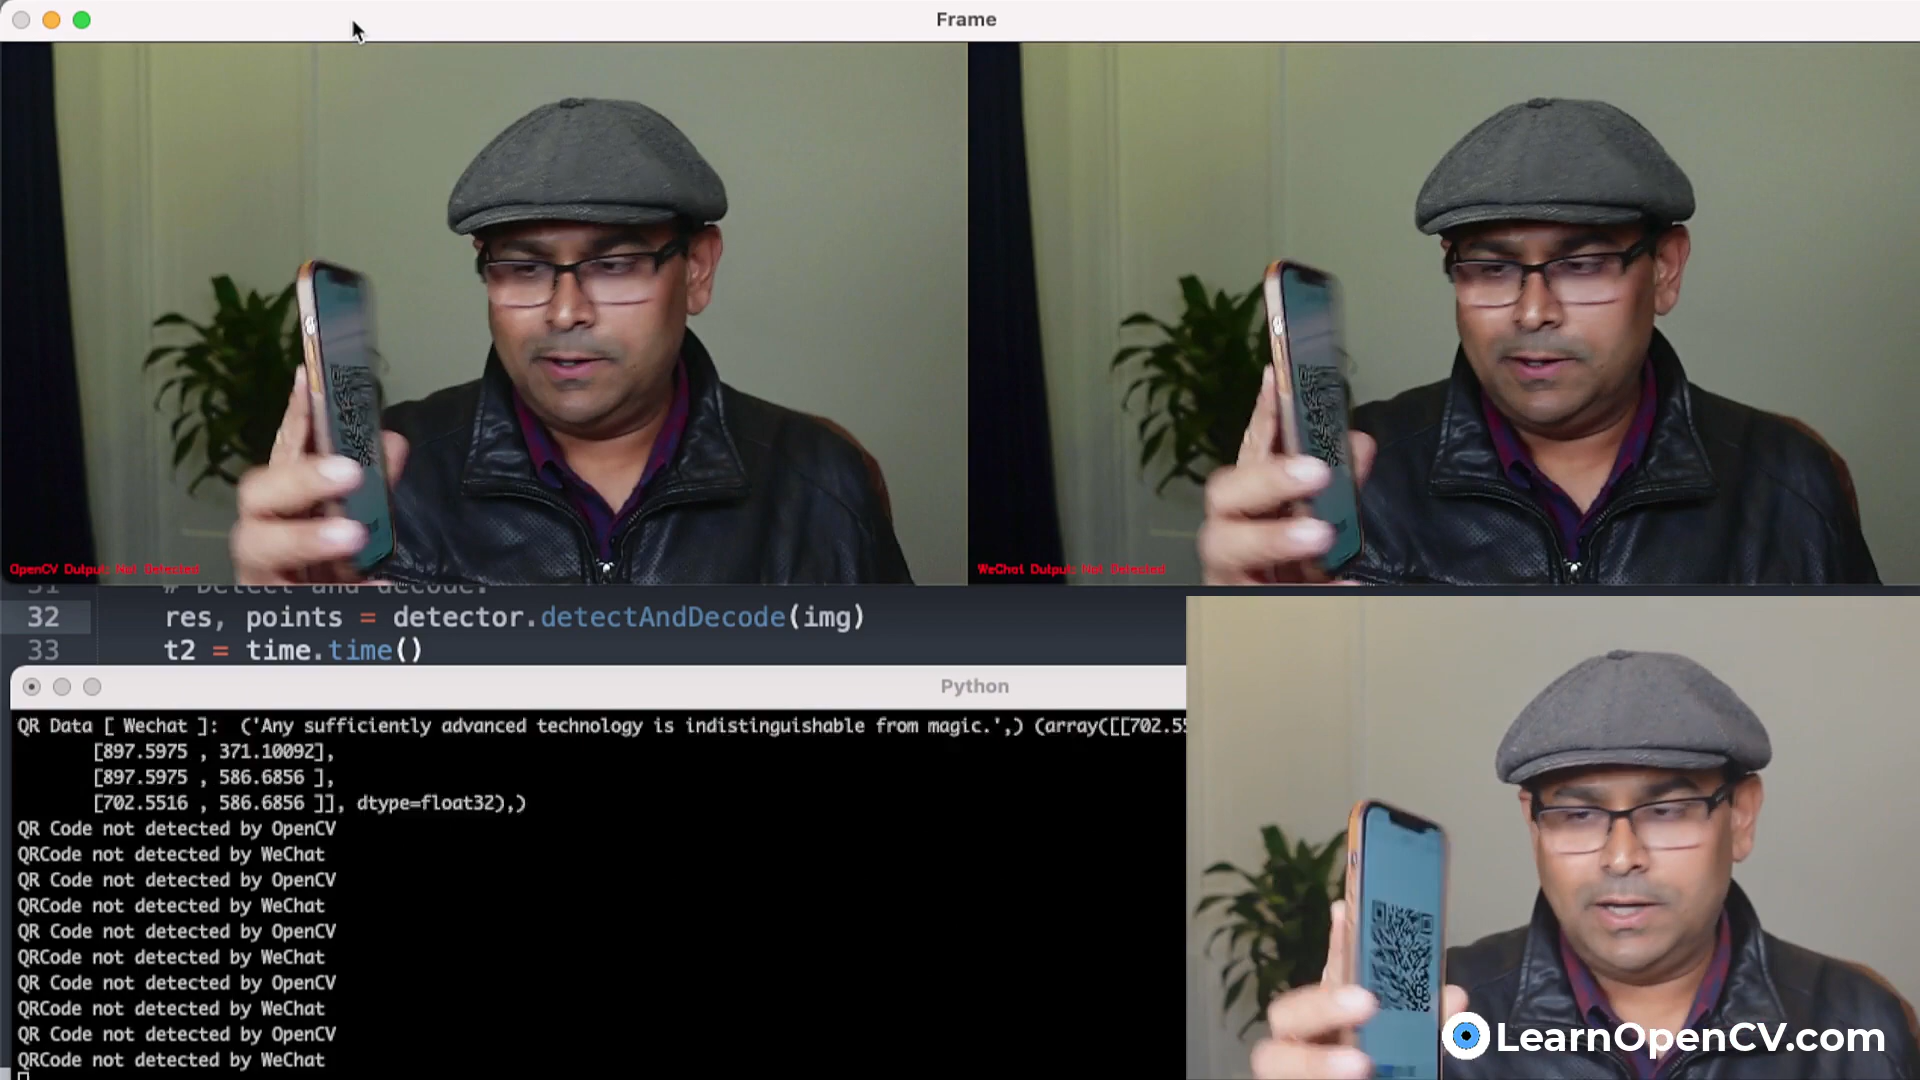 Frame
OpenCV Output: Not Detected
WeChat Output: Not Detected
31 # Detect and decode.
32 res, points = detector.detectAndDecode(img)
33 t2 = time.time()
Python
QR Data [ Wechat ]:  ('Any sufficiently advanced technology is indistinguishable from magic.',) (array([[702.55
[897.5975 , 371.10092],
[897.5975 , 586.6856 ],
[702.5516 , 586.6856 ]], dtype=float32),)
QR Code not detected by OpenCV
QRCode not detected by WeChat
QR Code not detected by OpenCV
QRCode not detected by WeChat
QR Code not detected by OpenCV
QRCode not detected by WeChat
QR Code not detected by OpenCV
QRCode not detected by WeChat
QR Code not detected by OpenCV
QRCode not detected by WeChat
LearnOpenCV.com